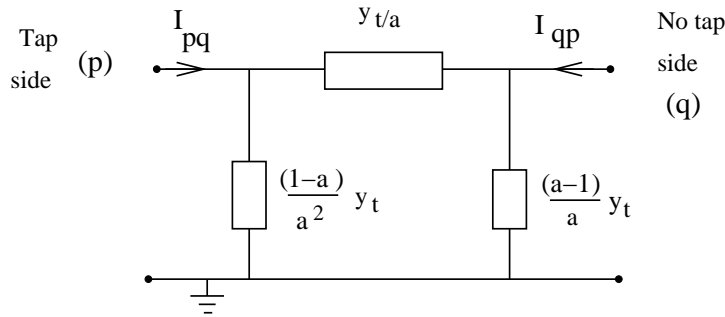 Tap
side (p)
I pq
y t/a
I qp
No tap
side
(q)
(1−a)
a 2
y t
(a−1)
a
y t